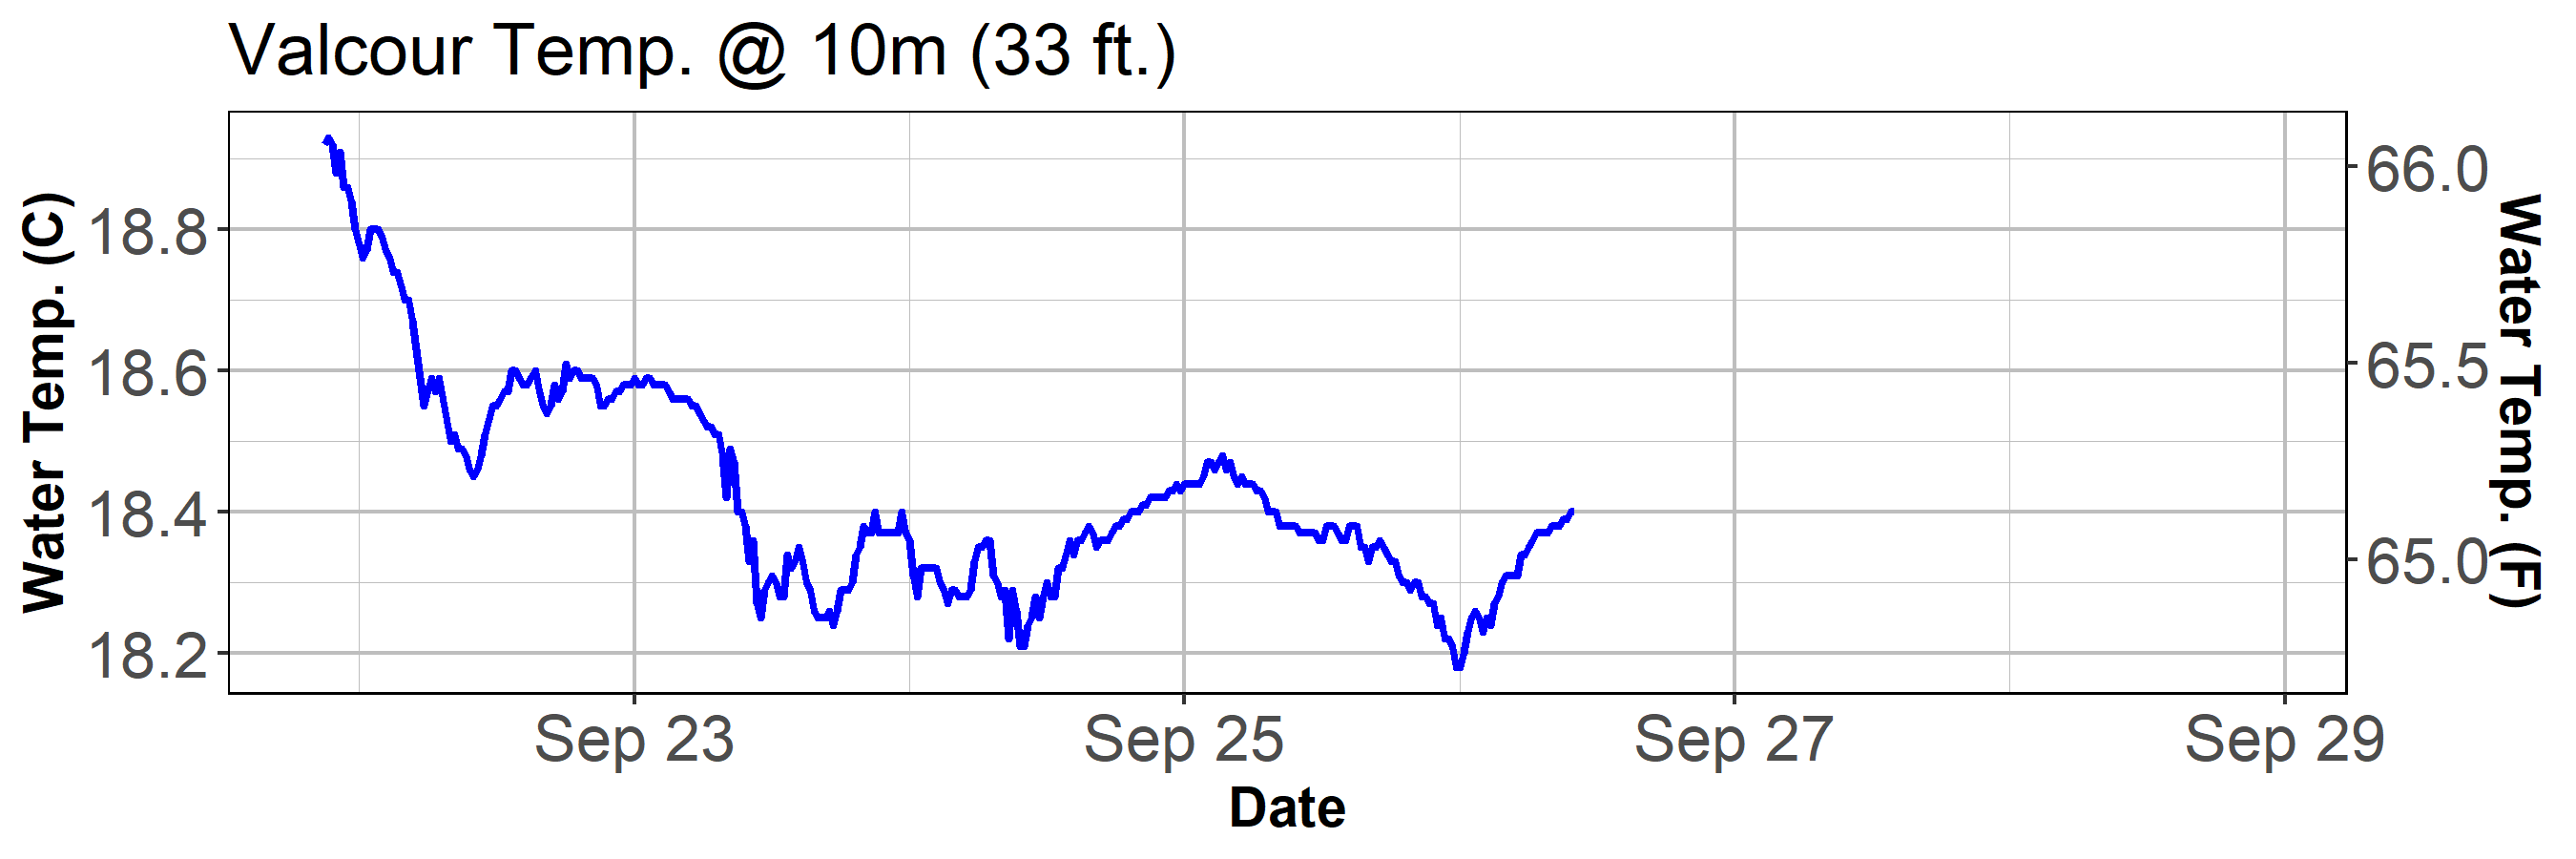 Valcour Temp. @ 10m (33 ft.)
Water Temp. (C)
18.8
18.6
18.4
18.2
66.0
65.5
65.0
Water Temp. (F)
Sep 23
Sep 25
Sep 27
Sep 29
Date